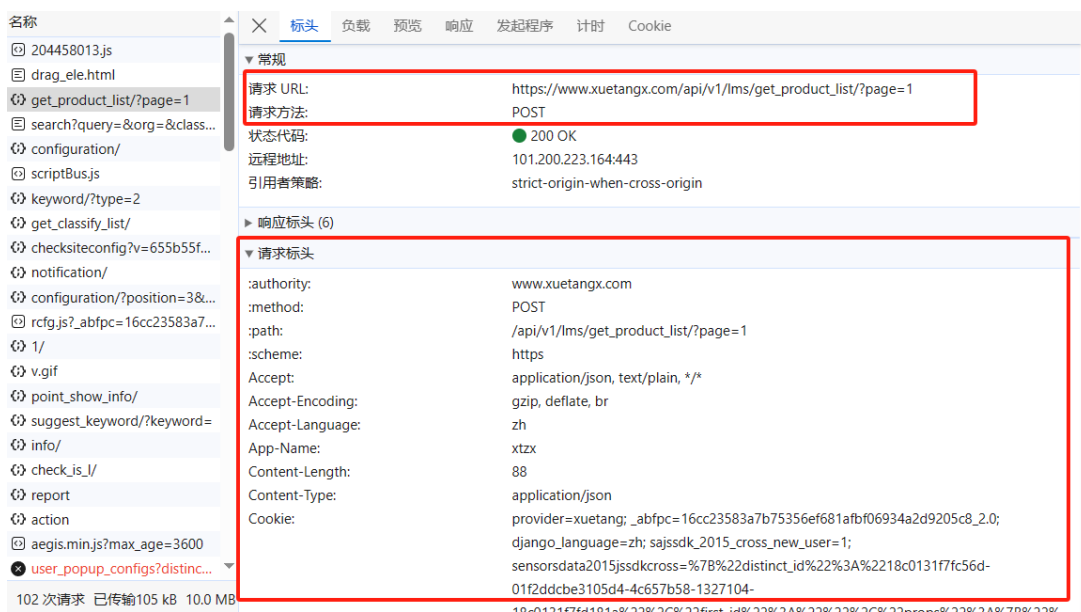 名称
204458013.js
drag_ele.html
get_product_list/?page=1
search?query=&org=&class...
configuration/
scriptBus.js
keyword/?type=2
get_classify_list/
checksiteconfig?v=655b55f...
notification/
configuration/?position=3&...
rcfg.js?_abfpc=16cc23583a7...
1/
v.gif
point_show_info/
suggest_keyword/?keyword=
info/
check_is_l/
report
action
aegis.min.js?max_age=3600
user_popup_configs?distinc...
102 次请求 已传输105 kB 10.0 MB
标头 负载 预览 响应 发起程序 计时 Cookie
常规
请求 URL: https://www.xuetangx.com/api/v1/lms/get_product_list/?page=1
请求方法: POST
状态代码: 200 OK
远程地址: 101.200.223.164:443
引用者策略: strict-origin-when-cross-origin
响应标头 (6)
请求标头
:authority: www.xuetangx.com
:method: POST
:path: /api/v1/lms/get_product_list/?page=1
:scheme: https
Accept: application/json, text/plain, */*
Accept-Encoding: gzip, deflate, br
Accept-Language: zh
App-Name: xtzx
Content-Length: 88
Content-Type: application/json
Cookie: provider=xuetang; _abfpc=16cc23583a7b75356ef681afbf06934a2d9205c8_2.0;
django_language=zh; sajssdk_2015_cross_new_user=1;
sensorsdata2015jssdkcross=%7B%22distinct_id%22%3A%2218c0131f7fc56d-
01f2ddcbe3105d4-4c657b58-1327104-